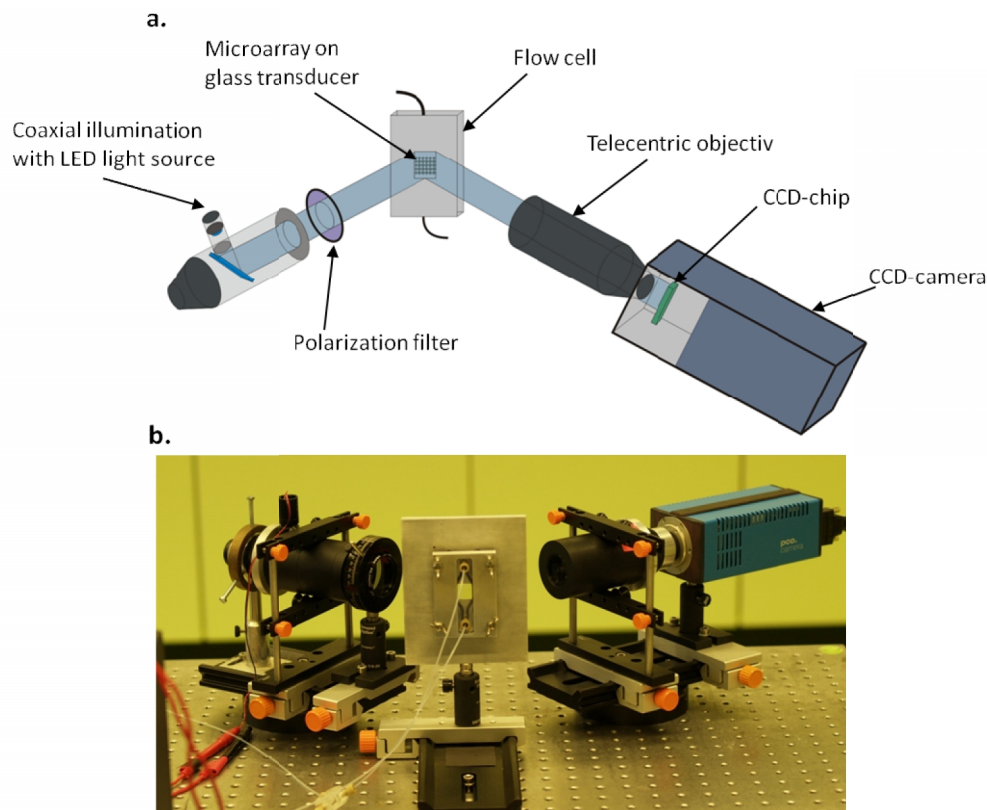 a.
Microarray on
glass transducer
Flow cell
Coaxial illumination
with LED light source
Telecentric objectiv
CCD-chip
CCD-camera
Polarization filter
b.
pco.
camera